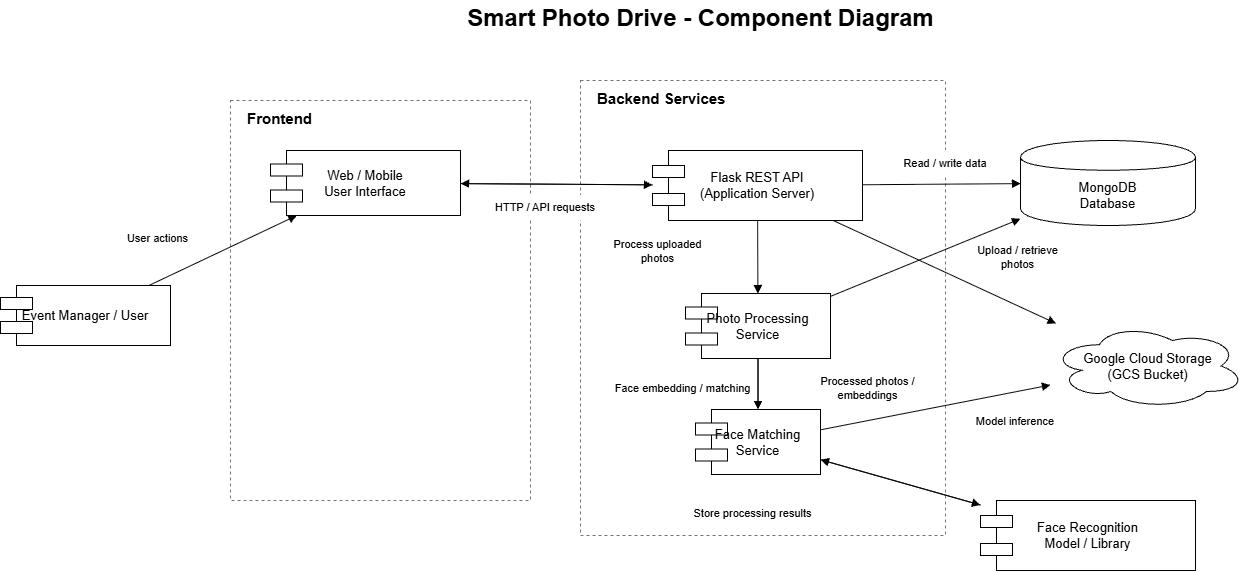 Smart Photo Drive - Component Diagram
Frontend
Backend Services
Web / Mobile
User Interface
Flask REST API
(Application Server)
Read / write data
MongoDB
Database
HTTP / API requests
User actions
Process uploaded
photos
Upload / retrieve
photos
Event Manager / User
Photo Processing
Service
Google Cloud Storage
(GCS Bucket)
Face embedding / matching
Processed photos /
embeddings
Model inference
Face Matching
Service
Store processing results
Face Recognition
Model / Library